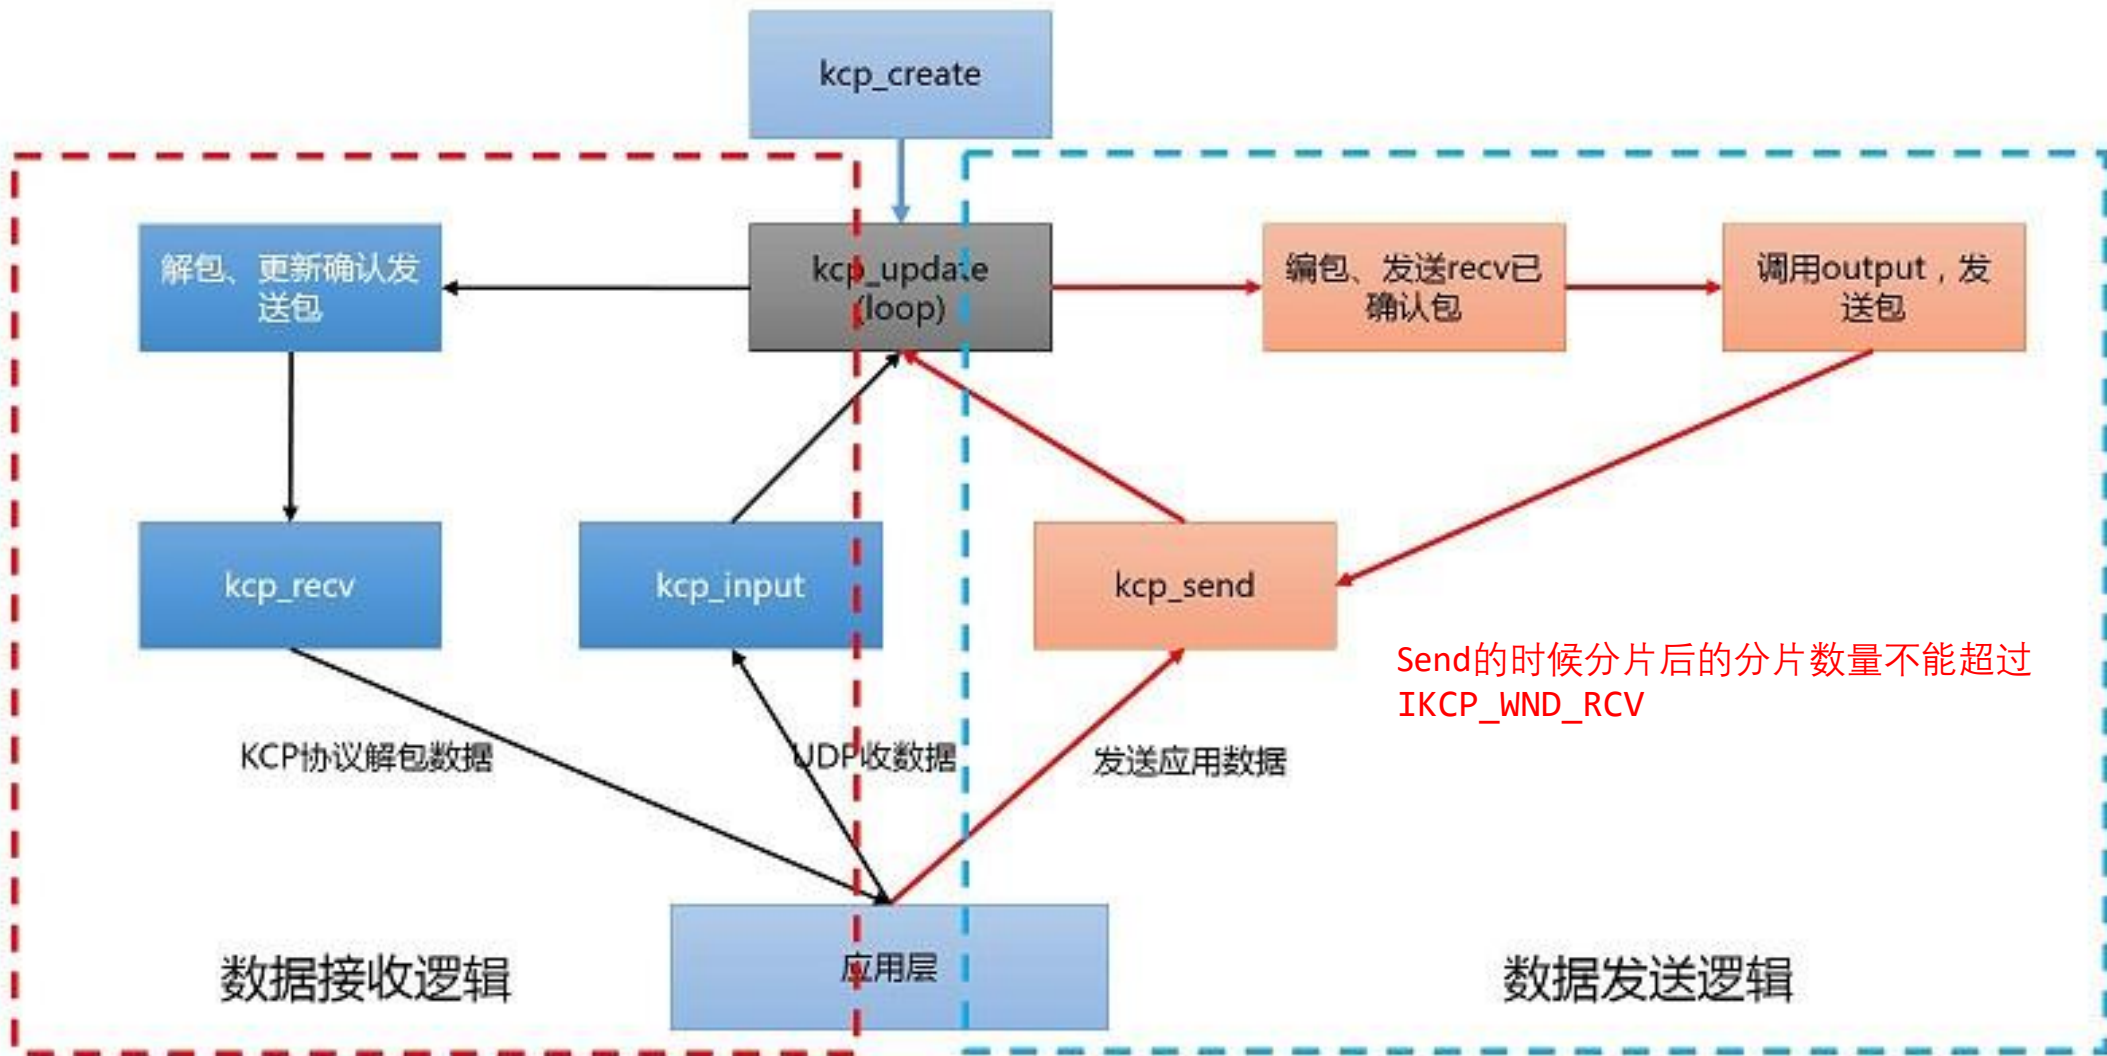 kcp_create
解包、更新确认发
送包
kcp_update
(loop)
编包、发送recv已
确认包
调用output，发
送包
kcp_recv
kcp_input
kcp_send
Send的时候分片后的分片数量不能超过
IKCP_WND_RCV
KCP协议解包数据
UDP收数据
发送应用数据
数据接收逻辑
应用层
数据发送逻辑